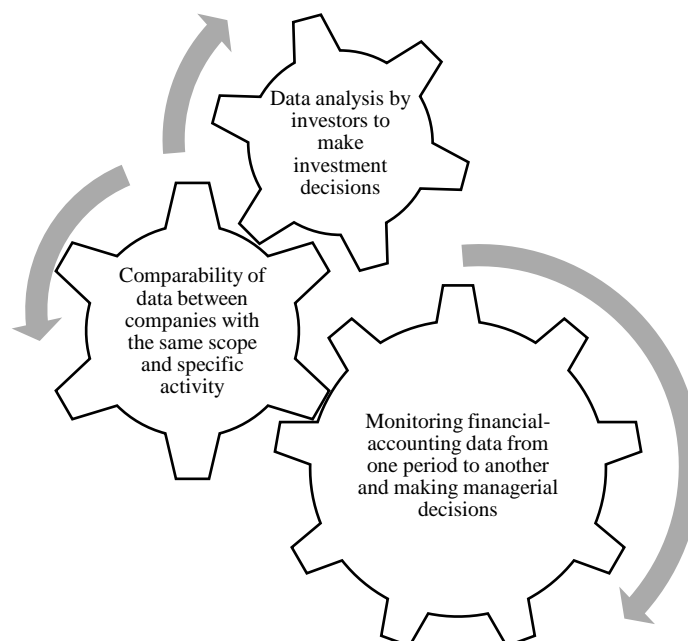 Data analysis by
investors to
make
investment
decisions
Comparability of
data between
companies with
the same scope
and specific
activity
Monitoring financial-
accounting data from
one period to another
and making managerial
decisions